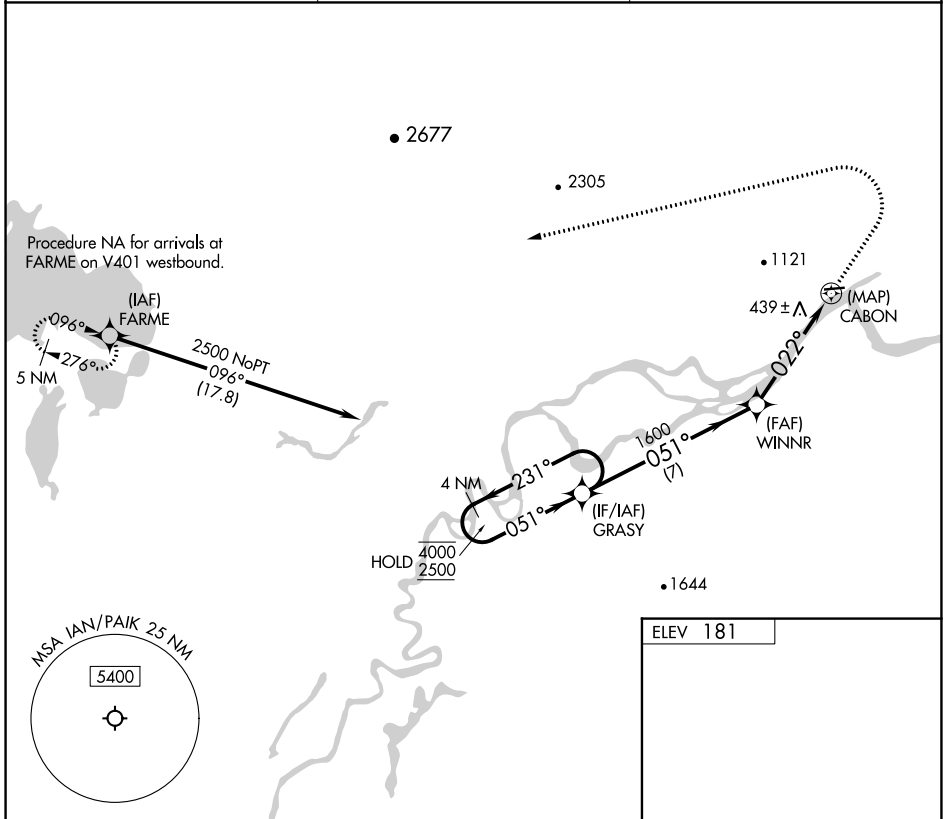 2677
2305
Procedure NA for arrivals at
FARME on V401 westbound.
1121
(IAF)
FARME
096°
276°
5 NM
2500 NoPT
096°
(17.8)
439 ±
(MAP)
CABON
022°
(FAF)
WINNR
1600
051°
(7)
4 NM
231°
051°
(IF/IAF)
GRASY
HOLD 4000
2500
1644
MSA IAN/PAIK 25 NM
5400
ELEV 181